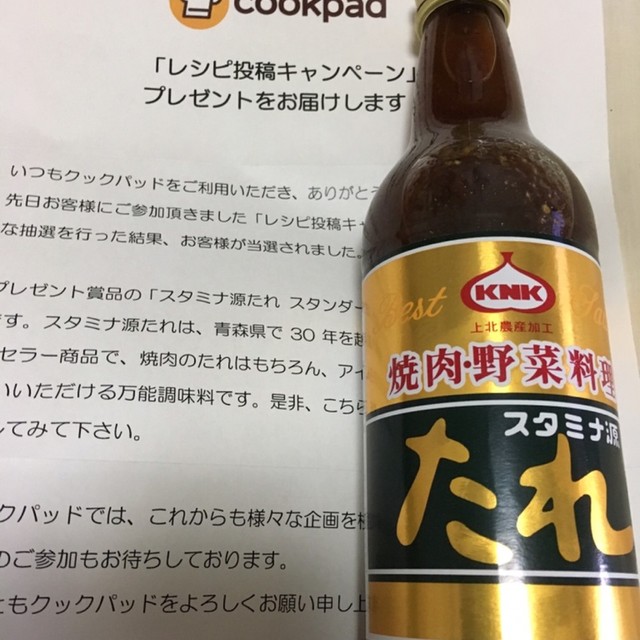 cookpad
「レシピ投稿キャンペーン」
プレゼントをお届けします
いつもクックパッドをご利用いただき、ありがとう
先日お客様にご参加頂きました「レシピ投稿キャ
な抽選を行った結果、お客様が当選されました。
プレゼント賞品の「スタミナ源たれ スタンダー
です。スタミナ源たれは、青森県で 30 年を超
セラー商品で、焼肉のたれはもちろん、アイ
いいただける万能調味料です。是非、こちら
してみて下さい。
クパッドでは、これからも様々な企画を検
のご参加もお待ちしております。
ともクックパッドをよろしくお願い申し上
Best
KNK
上北農産加工
焼肉・野菜料理
スタミナ源
たれ